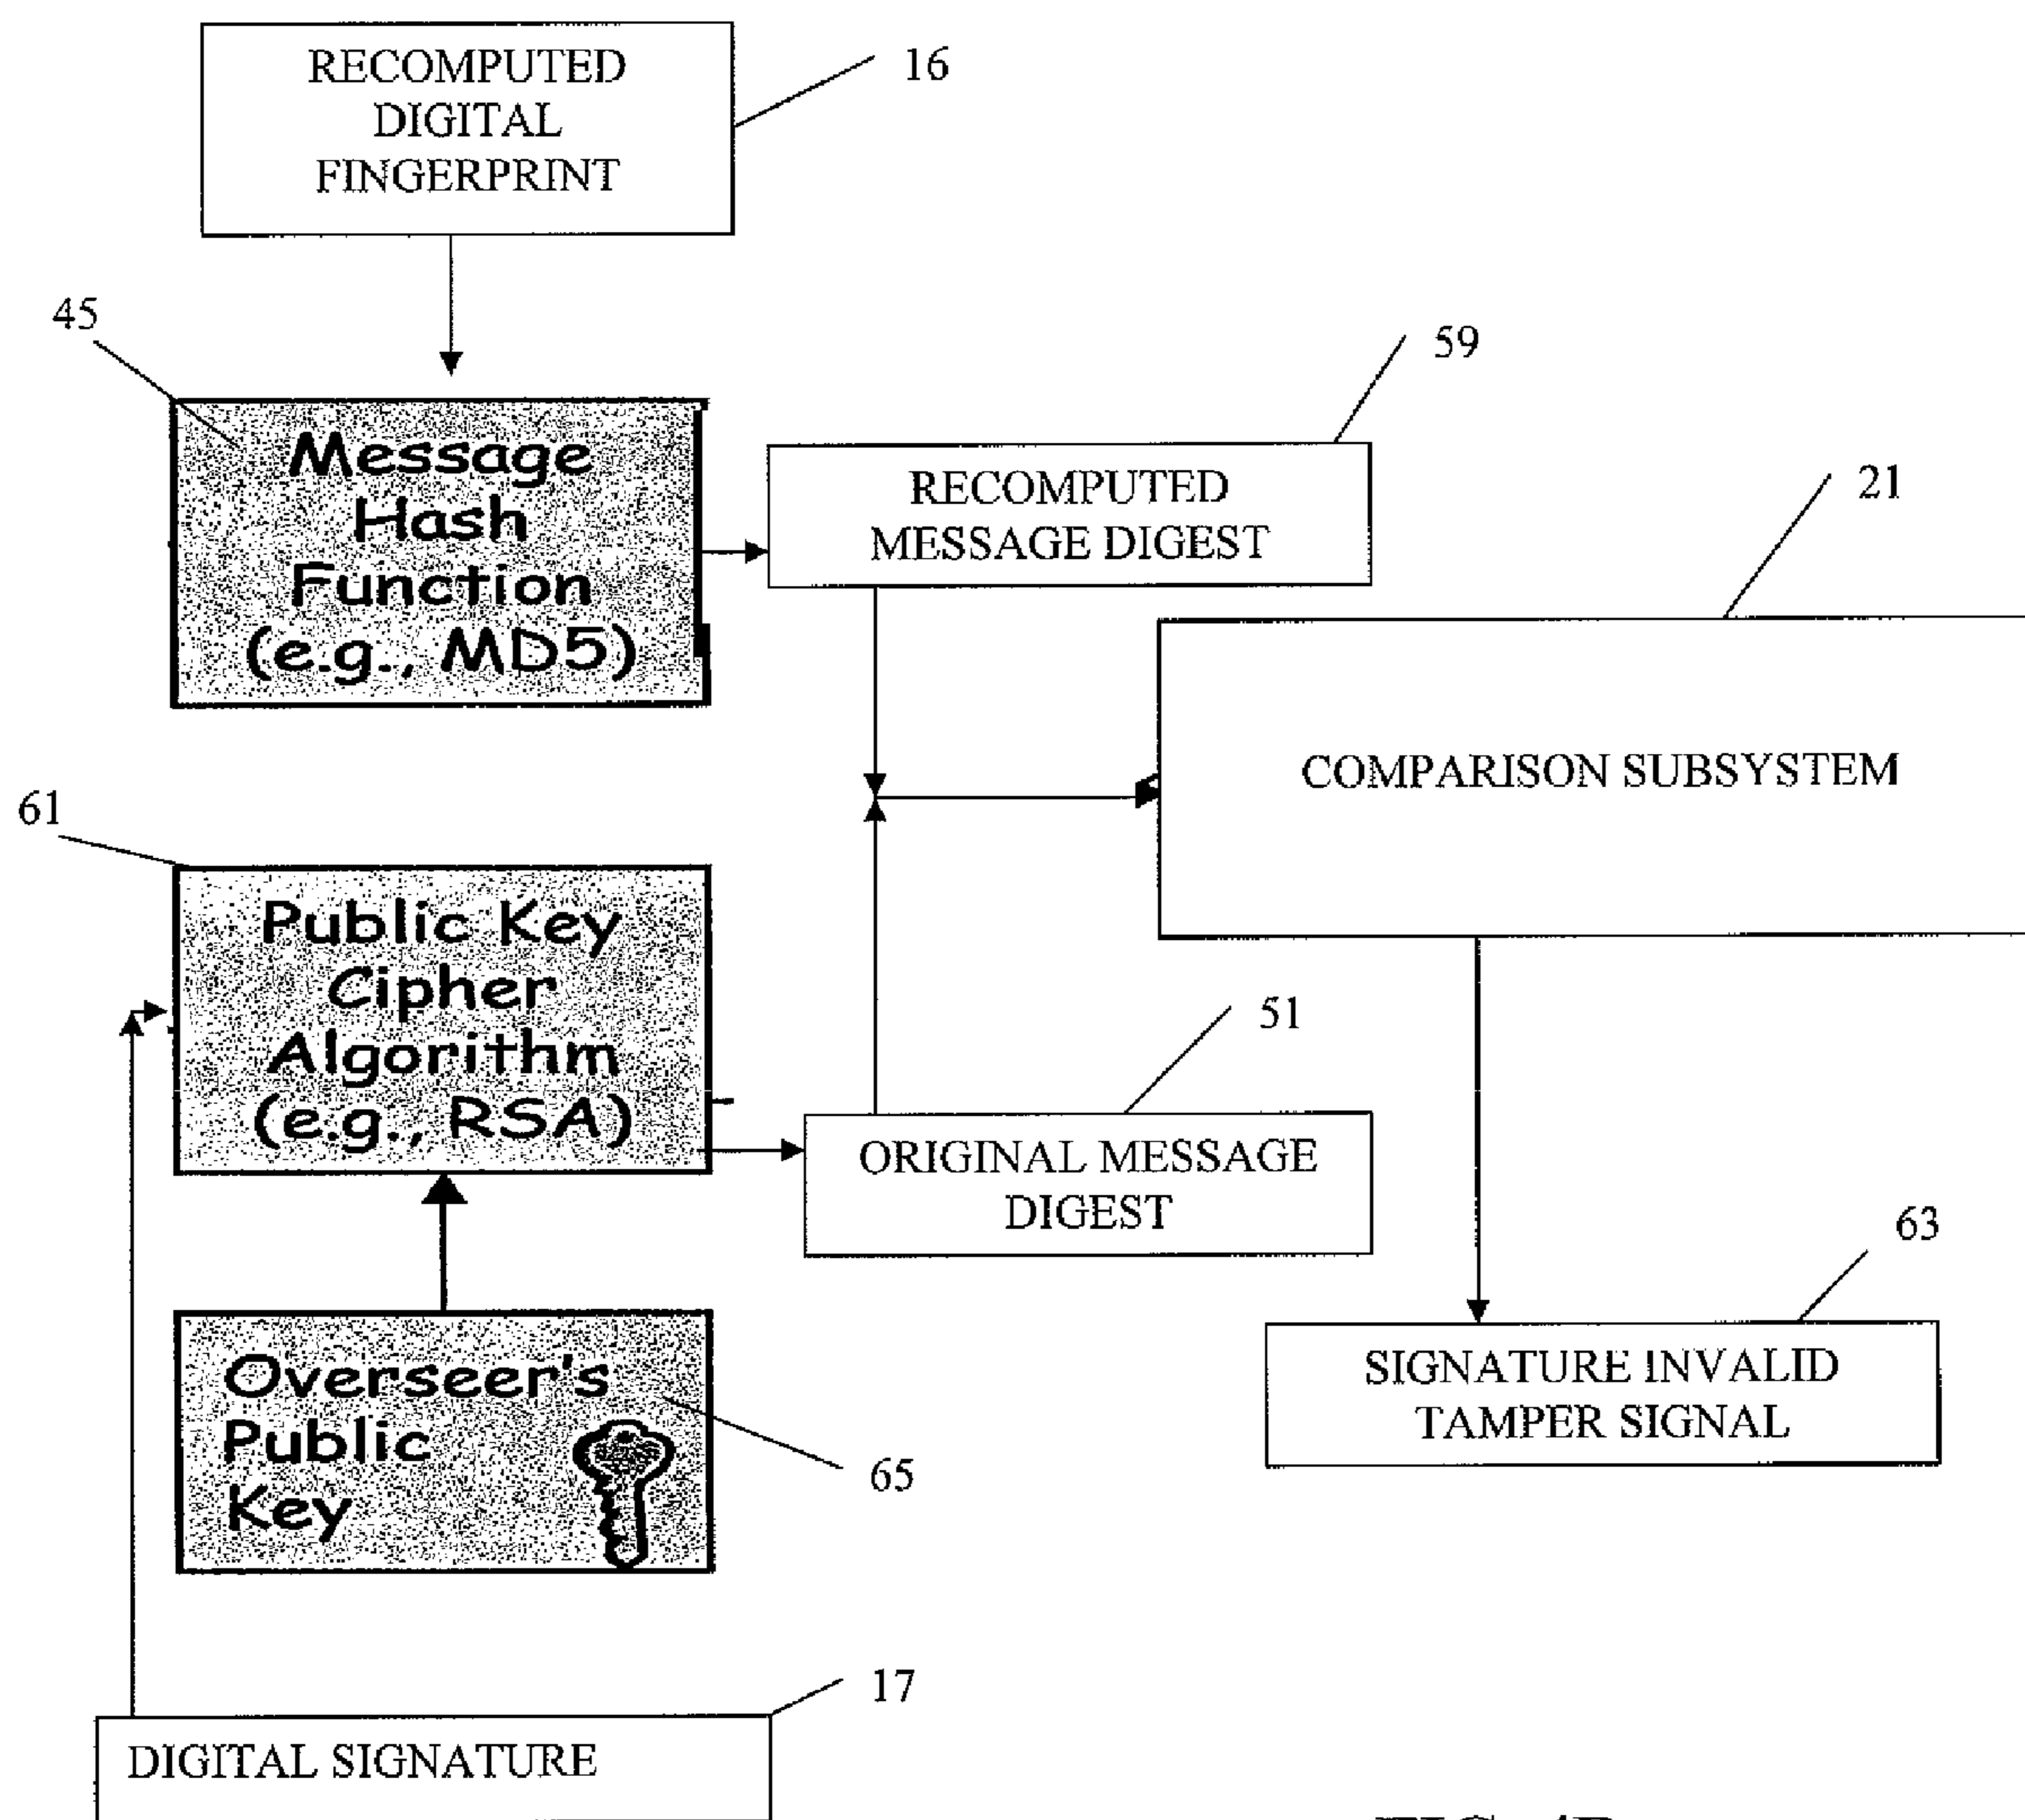 RECOMPUTED
DIGITAL
FINGERPRINT
16
45
Message
Hash
Function
(e.g., MD5)
59
RECOMPUTED
MESSAGE DIGEST
21
COMPARISON SUBSYSTEM
61
Public Key
Cipher
Algorithm
(e.g., RSA)
51
ORIGINAL MESSAGE
DIGEST
63
SIGNATURE INVALID
TAMPER SIGNAL
Overseer's
Public
Key
65
17
DIGITAL SIGNATURE